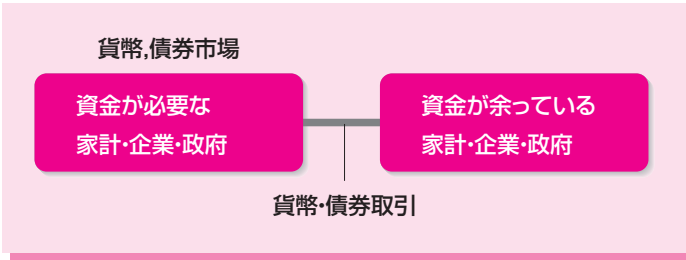 貨幣,債券市場
資金が必要な
家計・企業・政府
資金が余っている
家計・企業・政府
貨幣・債券取引